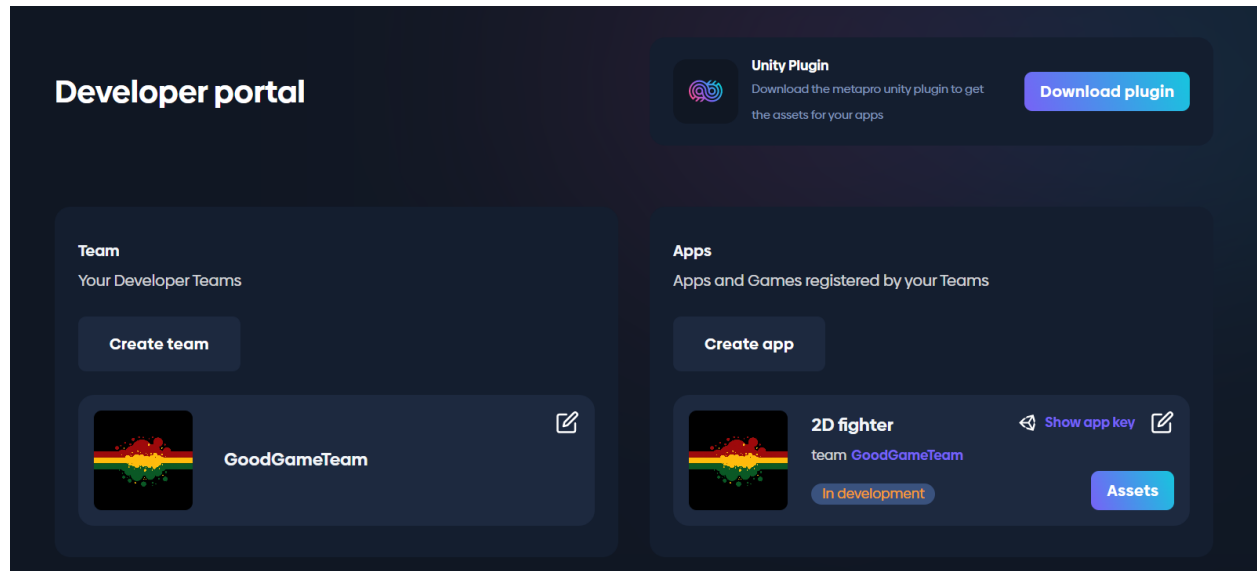 Developer portal
Unity Plugin
Download the metapro unity plugin to get
the assets for your apps
Download plugin
Team
Your Developer Teams
Create team
GoodGameTeam
Apps
Apps and Games registered by your Teams
Create app
2D fighter
Show app key
team GoodGameTeam
In development
Assets